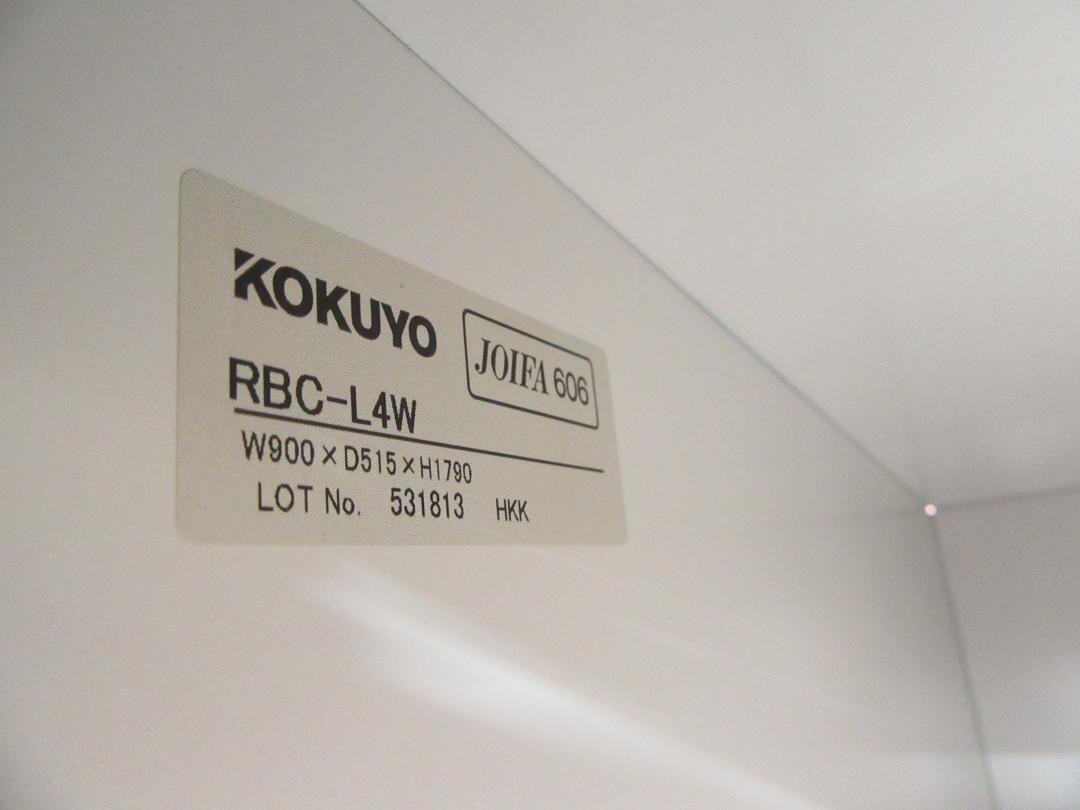 KOKUYO
JOIFA 606
RBC-L4W
W900×D515×H1790
LOT No. 531813 HKK